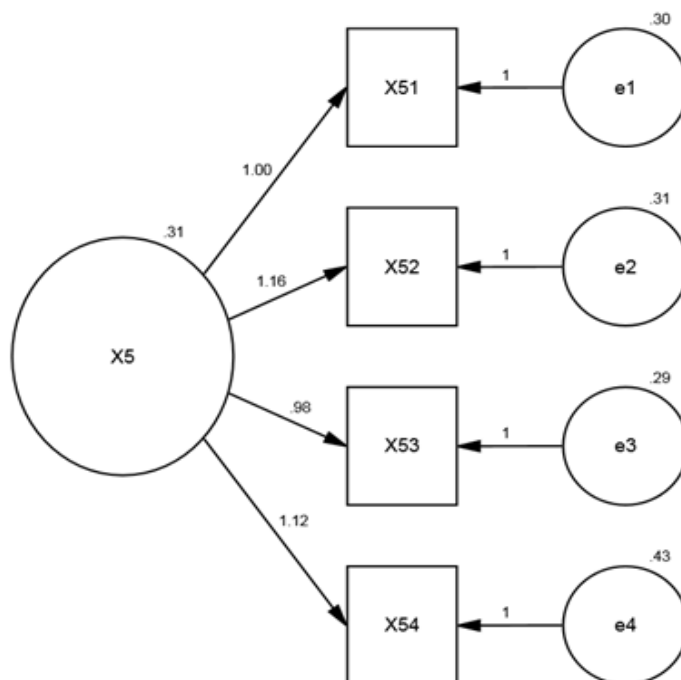 .30
X51
1
e1
1.00
.31
.31
X52
1
e2
1.16
X5
.29
.98
X53
1
e3
1.12
.43
X54
1
e4